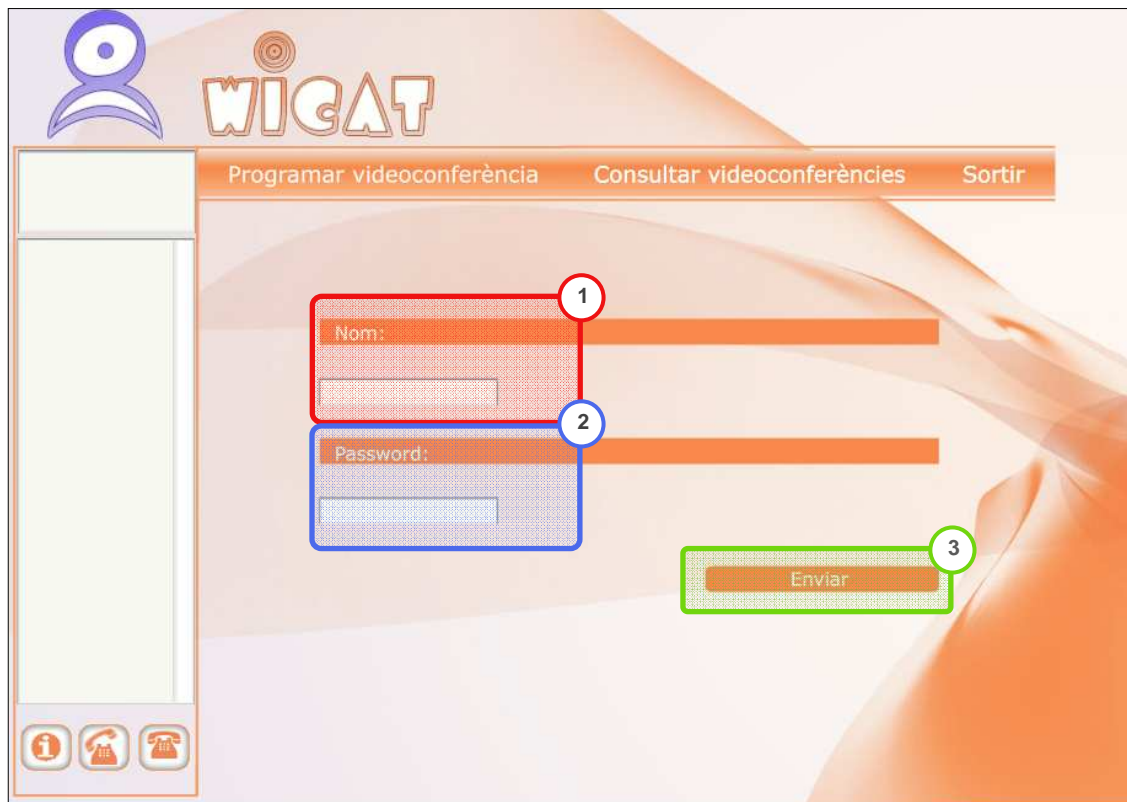 WICAT
Programar videoconferència Consultar videoconferències Sortir
1
Nom:
2
Password:
3
Enviar